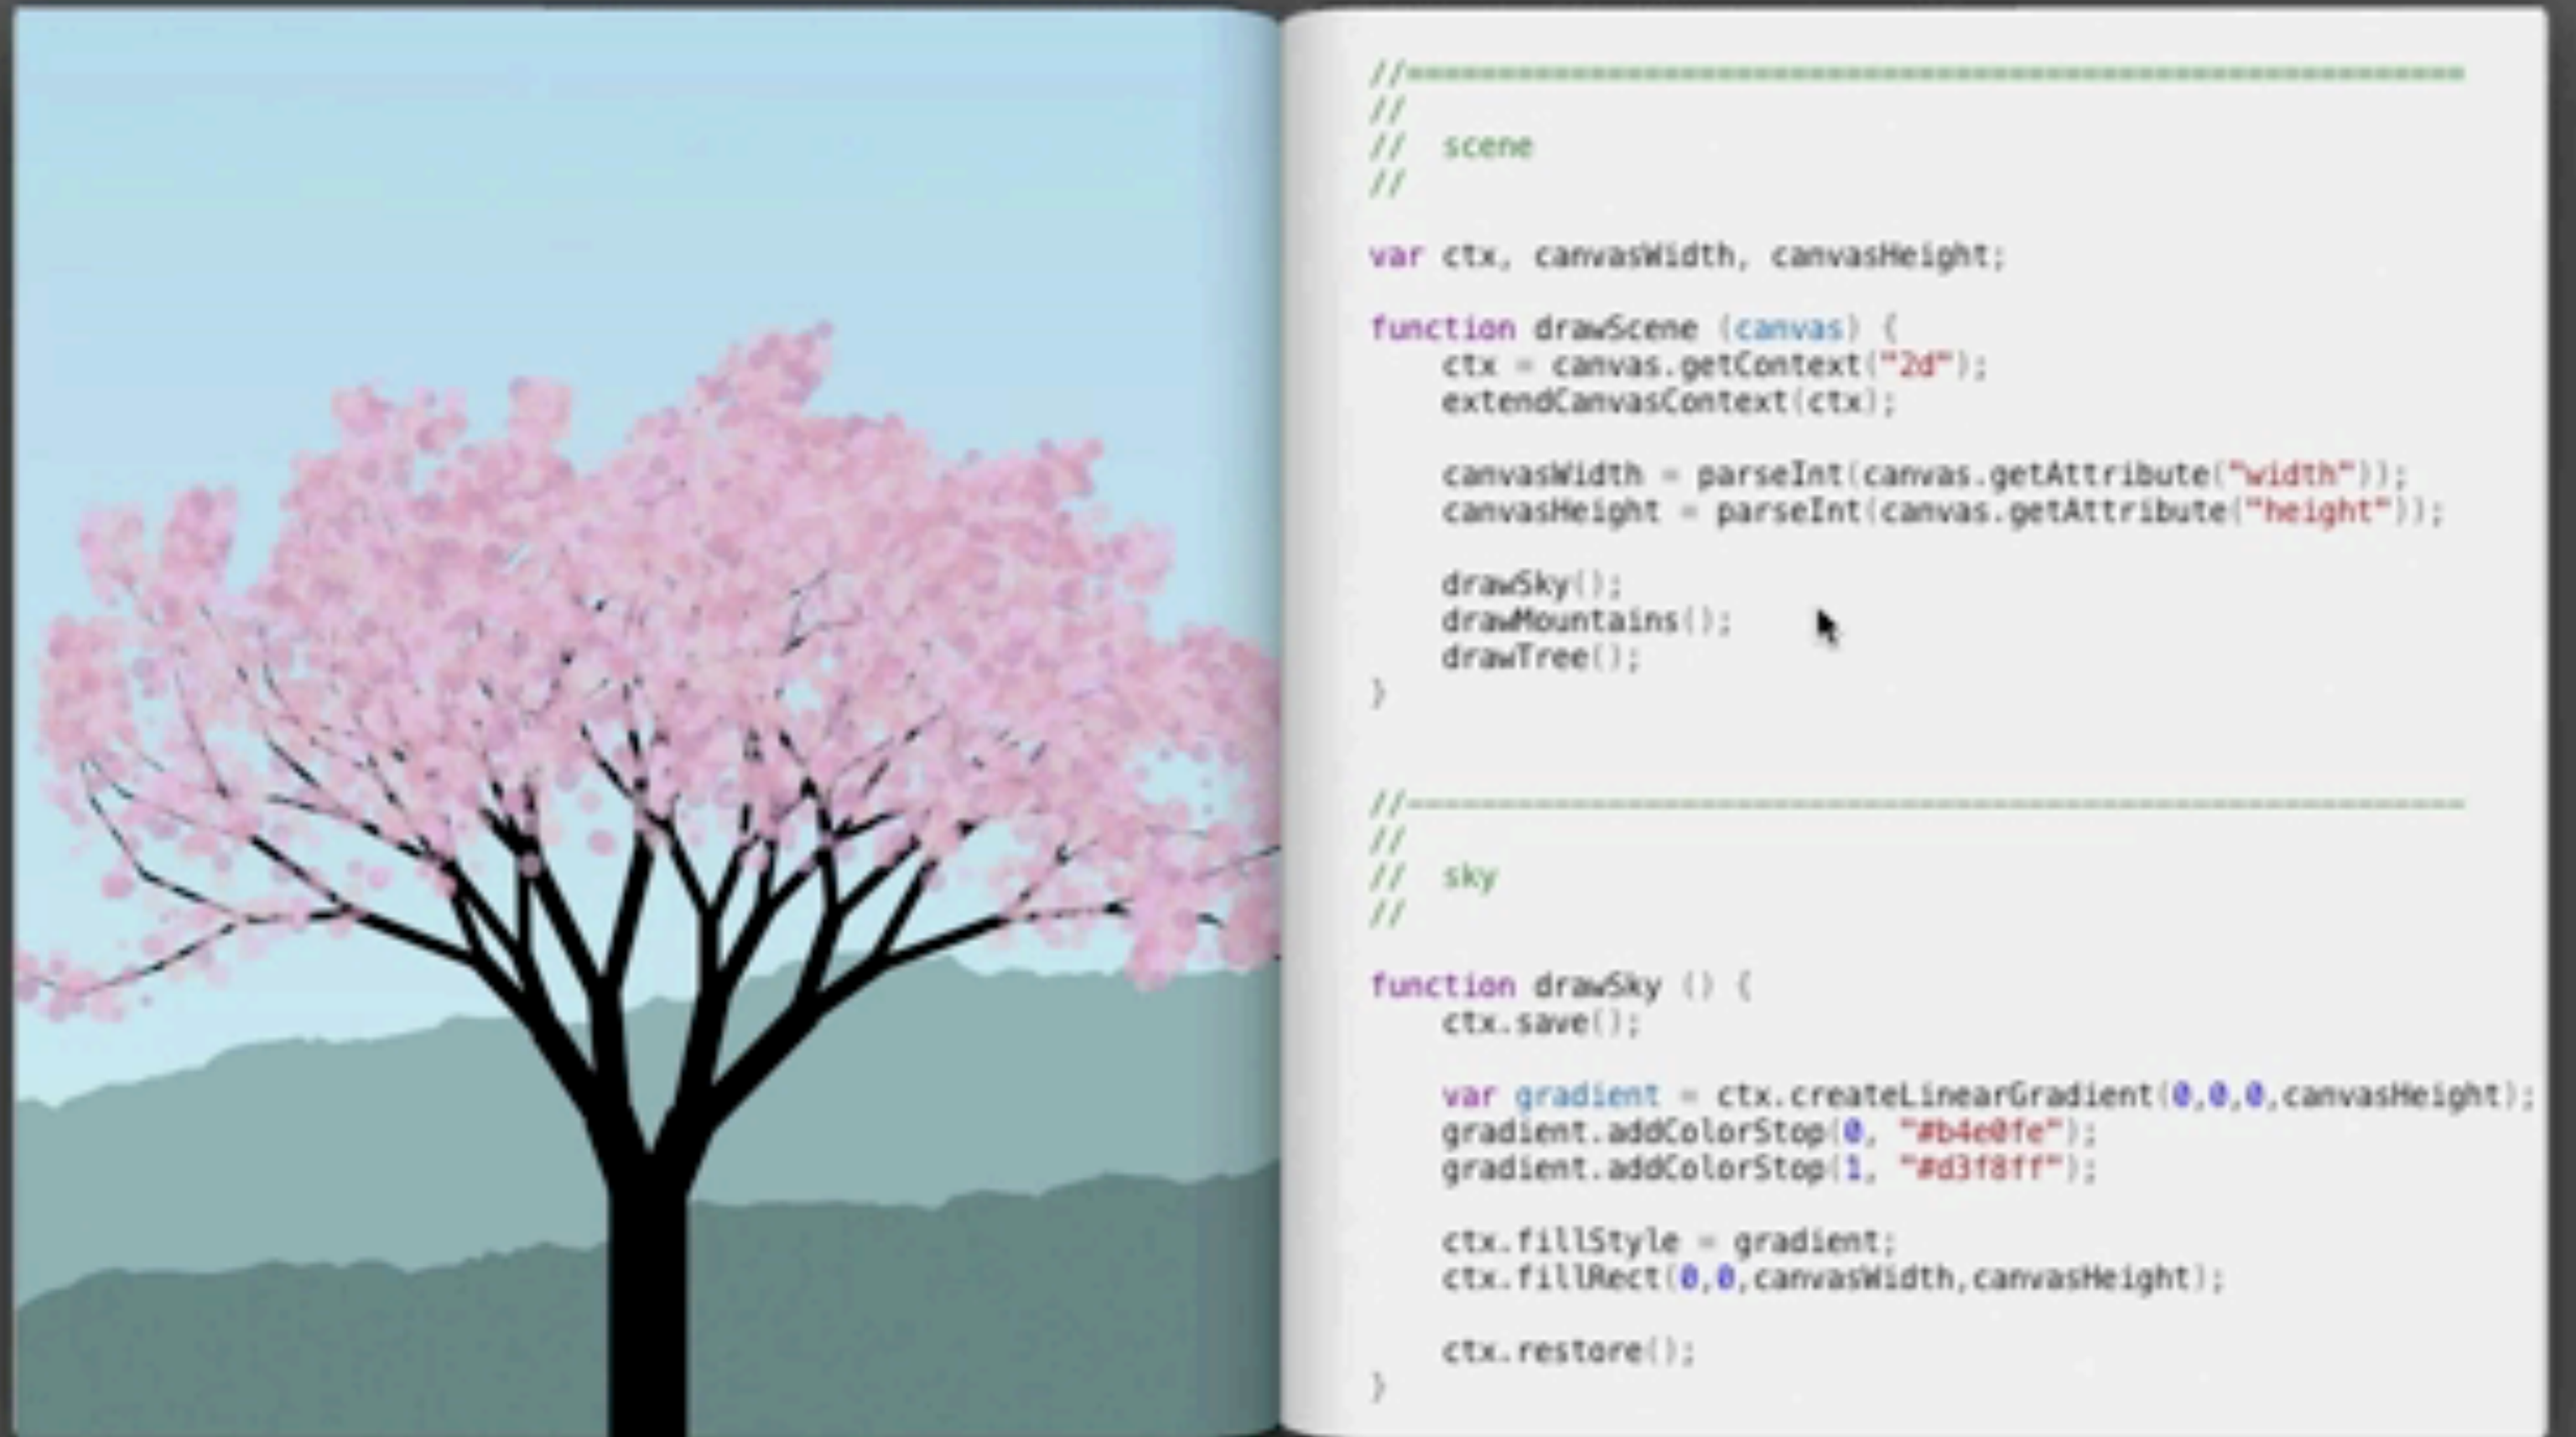 //==========================================================
//
//  scene
//
var ctx, canvasWidth, canvasHeight;
function drawScene (canvas) {
    ctx = canvas.getContext("2d");
    extendCanvasContext(ctx);
    canvasWidth = parseInt(canvas.getAttribute("width"));
    canvasHeight = parseInt(canvas.getAttribute("height"));
    drawSky();
    drawMountains();
    drawTree();
}
//----------------------------------------------------------
//
//  sky
//
function drawSky () {
    ctx.save();
    var gradient = ctx.createLinearGradient(0,0,0,canvasHeight);
    gradient.addColorStop(0, "#b4e0fe");
    gradient.addColorStop(1, "#d3f8ff");
    ctx.fillStyle = gradient;
    ctx.fillRect(0,0,canvasWidth,canvasHeight);
    ctx.restore();
}